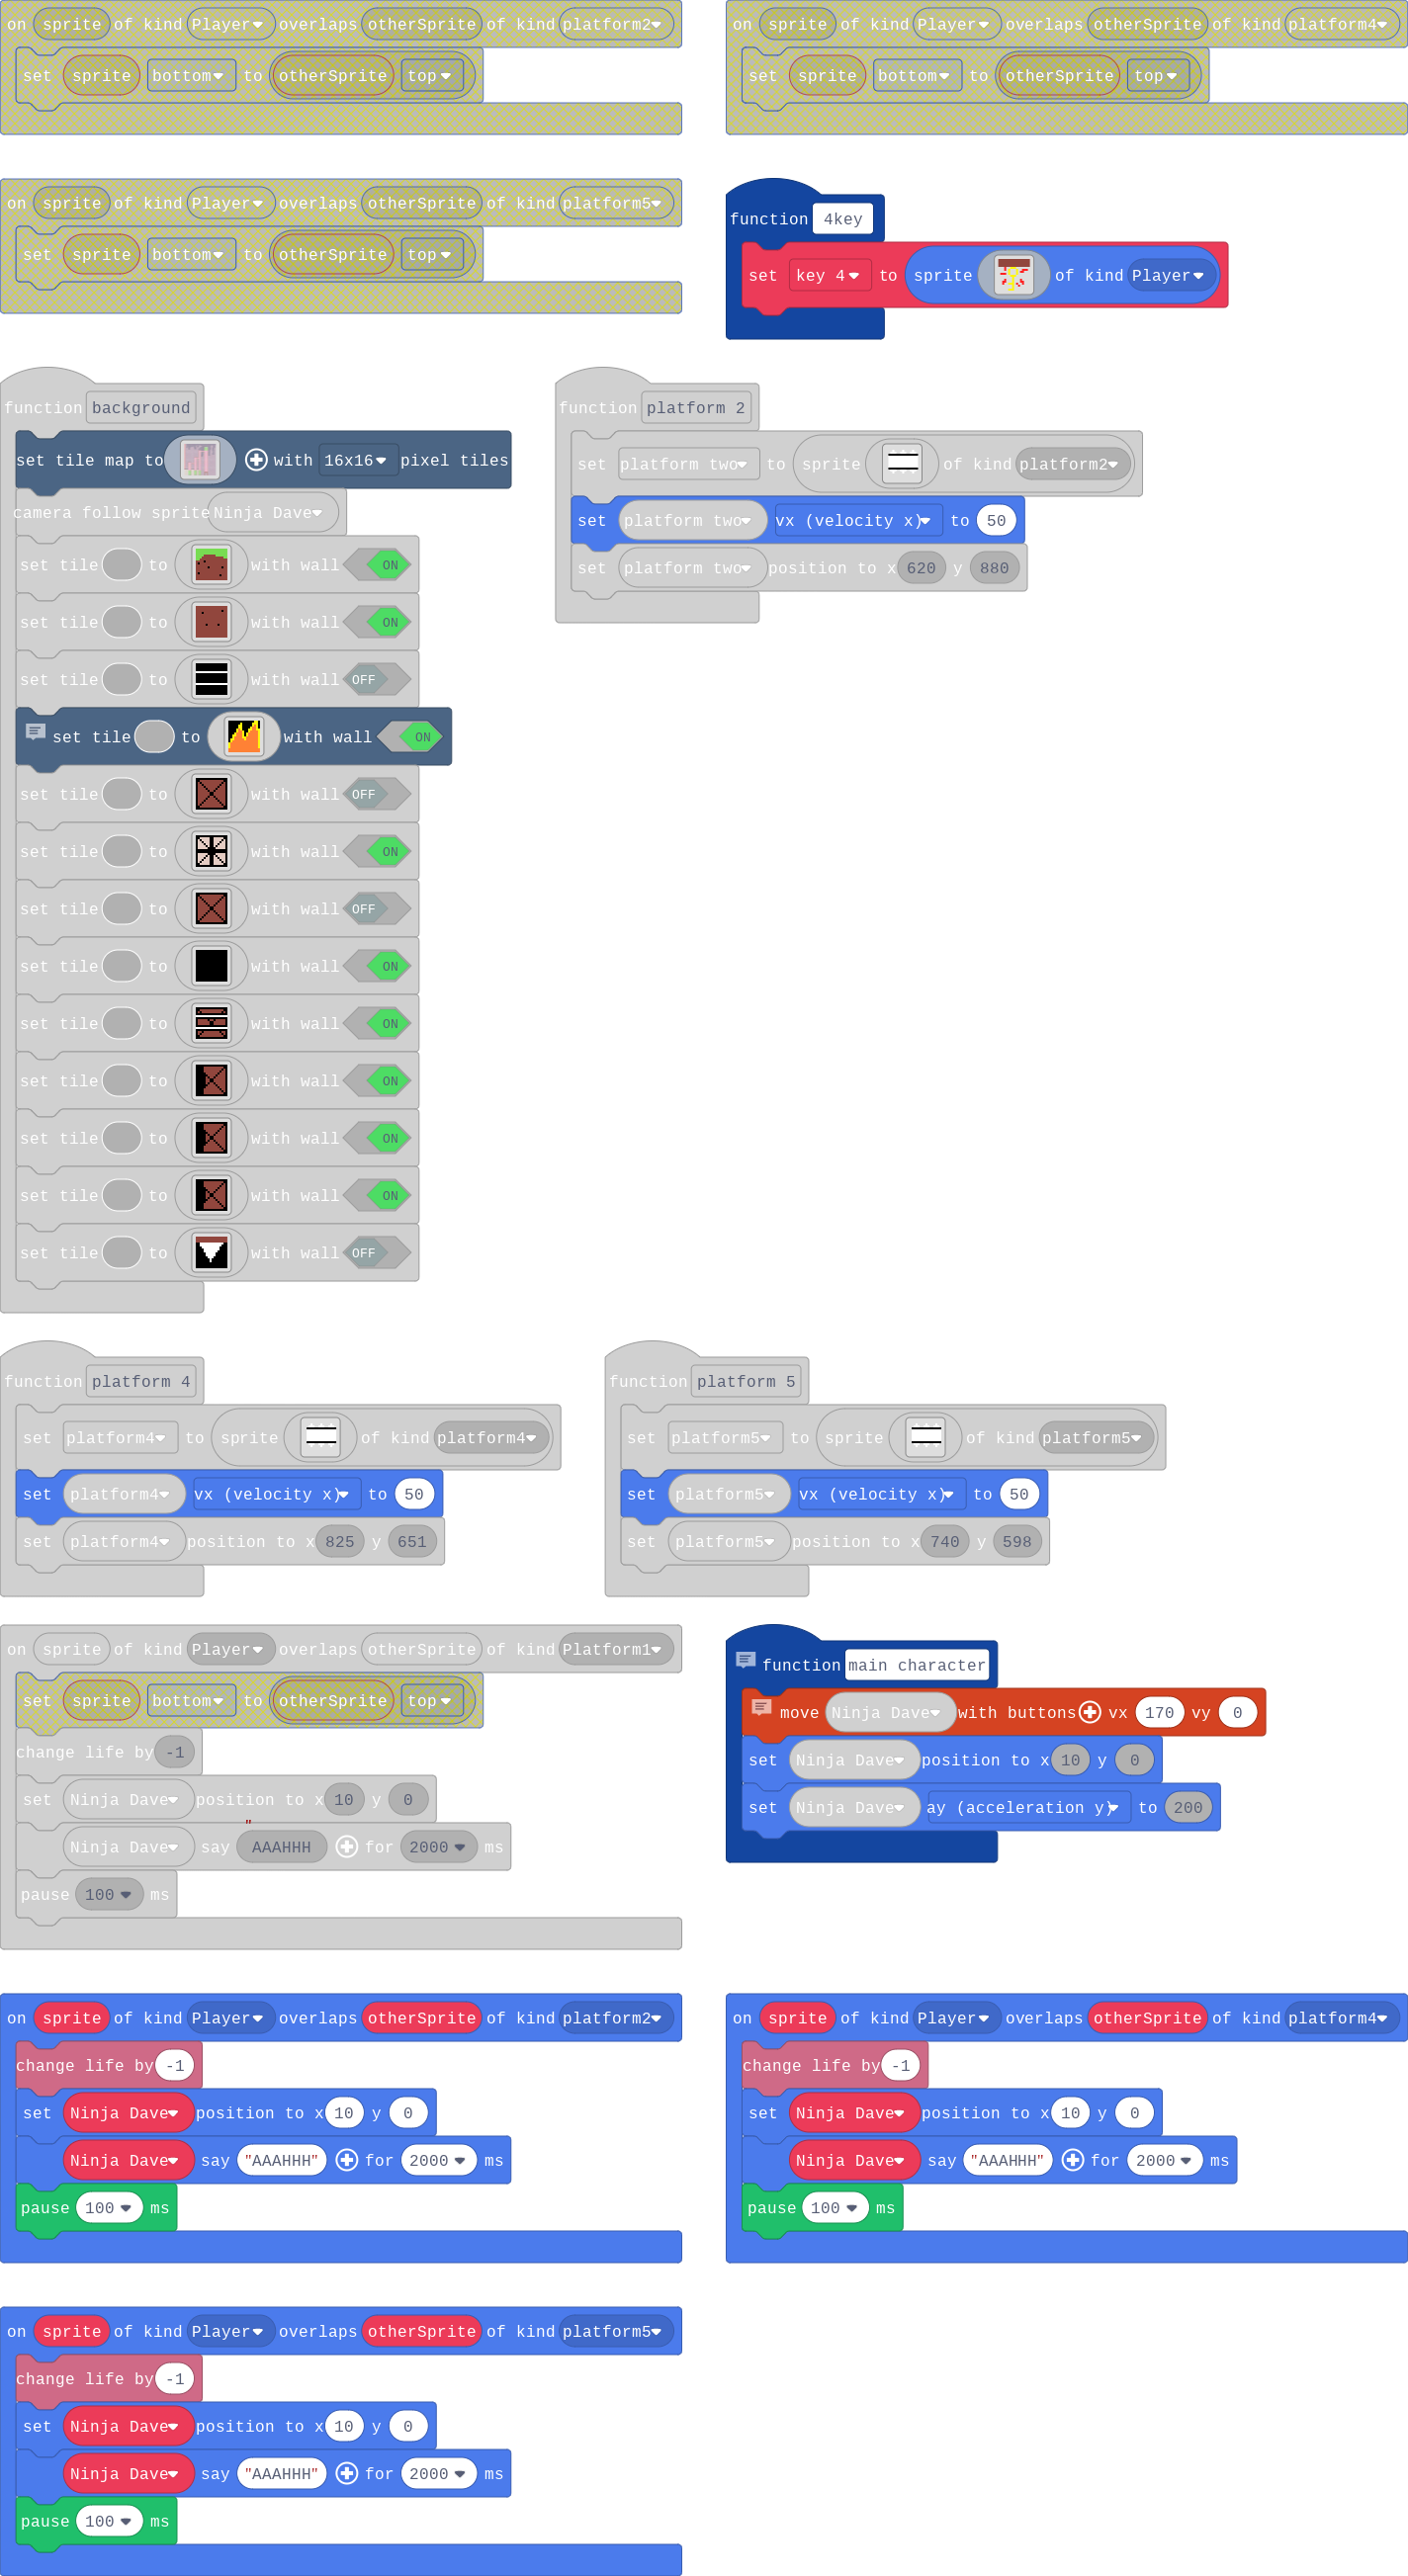 on sprite of kind Player overlaps otherSprite of kind platform2
set sprite bottom to otherSprite top
on sprite of kind Player overlaps otherSprite of kind platform4
set sprite bottom to otherSprite top
on sprite of kind Player overlaps otherSprite of kind platform5
set sprite bottom to otherSprite top
function 4key
set key 4 to sprite of kind Player
function background
set tile map to with 16x16 pixel tiles
camera follow sprite Ninja Dave
set tile to with wall ON
set tile to with wall ON
set tile to with wall OFF
set tile to with wall ON
set tile to with wall OFF
set tile to with wall ON
set tile to with wall OFF
set tile to with wall ON
set tile to with wall ON
set tile to with wall ON
set tile to with wall ON
set tile to with wall ON
set tile to with wall OFF
function platform 2
set platform two to sprite of kind platform2
set platform two vx (velocity x) to 50
set platform two position to x 620 y 880
function platform 4
set platform4 to sprite of kind platform4
set platform4 vx (velocity x) to 50
set platform4 position to x 825 y 651
function platform 5
set platform5 to sprite of kind platform5
set platform5 vx (velocity x) to 50
set platform5 position to x 740 y 598
on sprite of kind Player overlaps otherSprite of kind Platform1
set sprite bottom to otherSprite top
change life by -1
set Ninja Dave position to x 10 y 0
Ninja Dave say "AAAHHH for 2000 ms
pause 100 ms
function main character
move Ninja Dave with buttons vx 170 vy 0
set Ninja Dave position to x 10 y 0
set Ninja Dave ay (acceleration y) to 200
on sprite of kind Player overlaps otherSprite of kind platform2
change life by -1
set Ninja Dave position to x 10 y 0
Ninja Dave say "AAAHHH" for 2000 ms
pause 100 ms
on sprite of kind Player overlaps otherSprite of kind platform4
change life by -1
set Ninja Dave position to x 10 y 0
Ninja Dave say "AAAHHH" for 2000 ms
pause 100 ms
on sprite of kind Player overlaps otherSprite of kind platform5
change life by -1
set Ninja Dave position to x 10 y 0
Ninja Dave say "AAAHHH" for 2000 ms
pause 100 ms